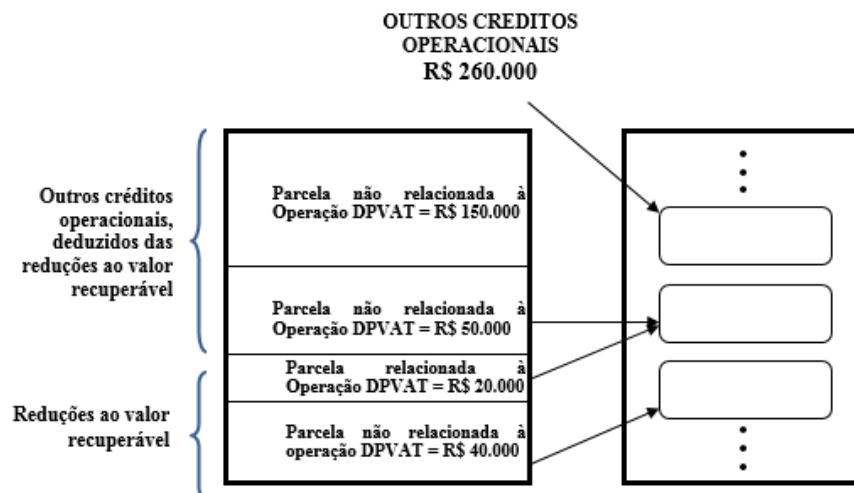 OUTROS CREDITOS
OPERACIONAIS
R$ 260.000
Outros créditos
operacionais,
deduzidos das
reduções ao valor
recuperável
Parcela não relacionada à
Operação DPVAT = R$ 150.000
Parcela não relacionada à
Operação DPVAT = R$ 50.000
Parcela relacionada à
Operação DPVAT = R$ 20.000
Reduções ao valor
recuperável
Parcela não relacionada à
operação DPVAT = R$ 40.000